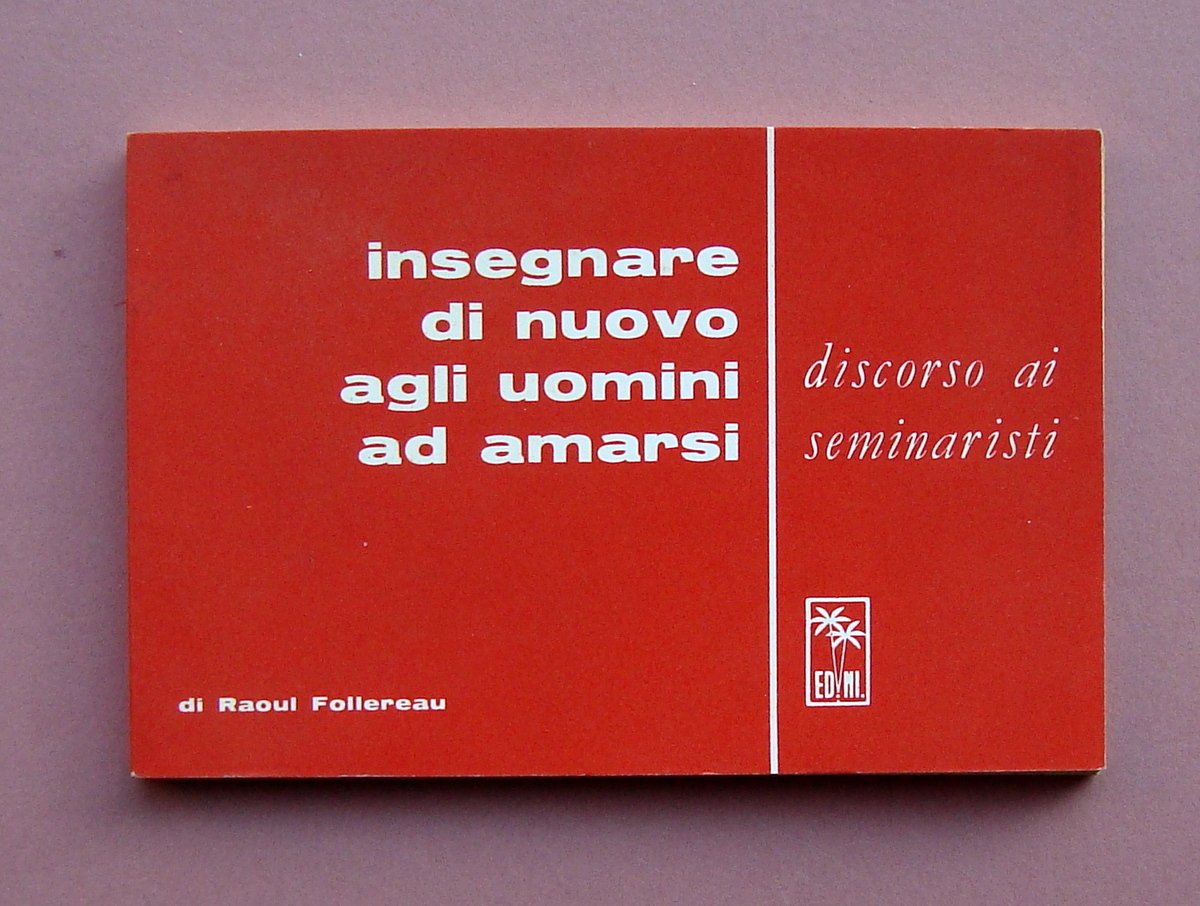 insegnare
di nuovo
agli uomini
ad amarsi
discorso ai
seminaristi
di Raoul Follereau
ED.MI.